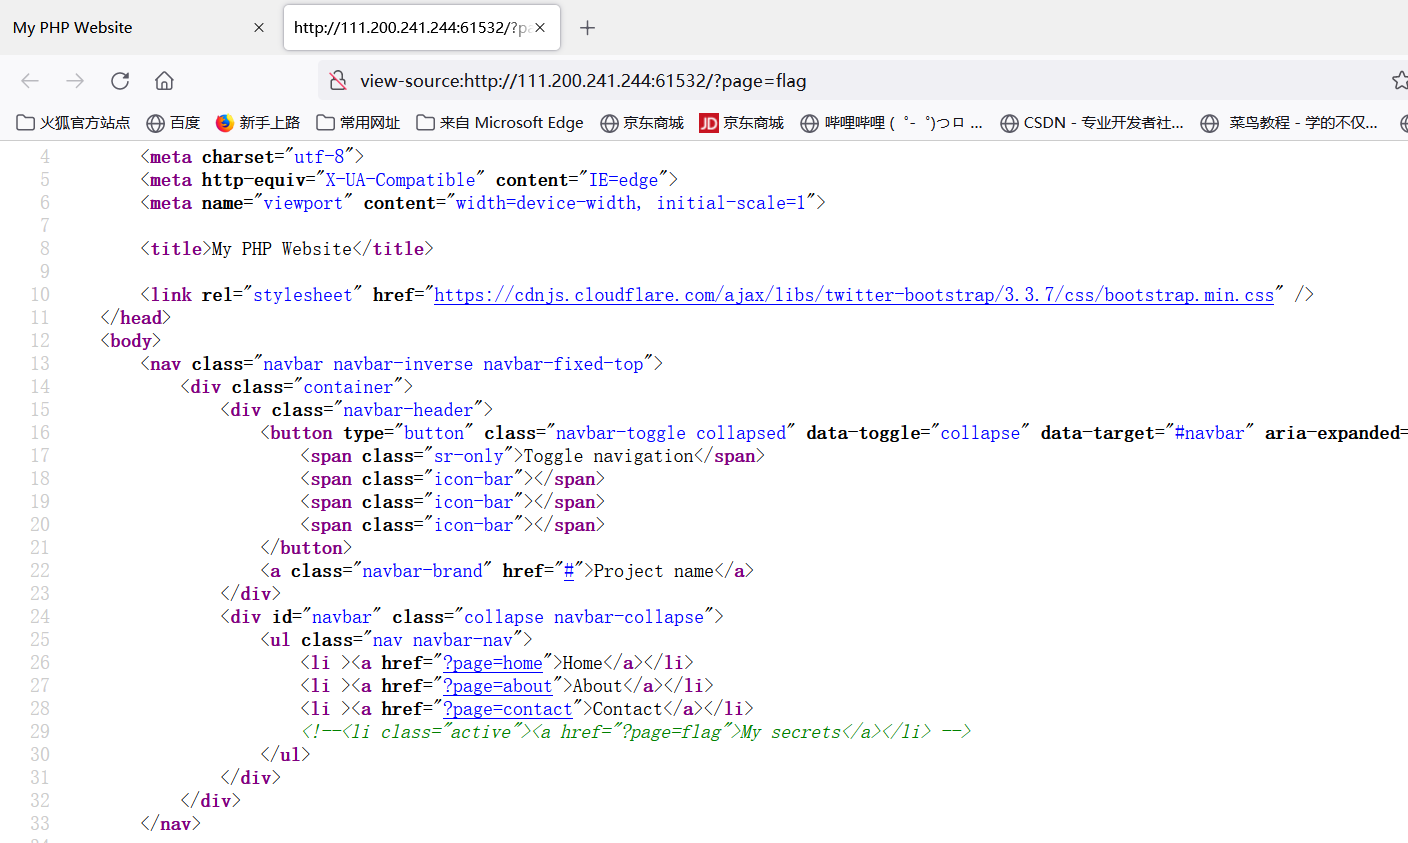 My PHP Website
http://111.200.241.244:61532/?p
view-source:http://111.200.241.244:61532/?page=flag
火狐官方站点 百度 新手上路 常用网址 来自 Microsoft Edge 京东商城 JD 京东商城 哔哩哔哩 ( ゜- ゜)つロ ... CSDN - 专业开发者社... 菜鸟教程 - 学的不仅...
4 <meta charset="utf-8">
5 <meta http-equiv="X-UA-Compatible" content="IE=edge">
6 <meta name="viewport" content="width=device-width, initial-scale=1">
7
8 <title>My PHP Website</title>
9
10 <link rel="stylesheet" href="https://cdnjs.cloudflare.com/ajax/libs/twitter-bootstrap/3.3.7/css/bootstrap.min.css" />
11 </head>
12 <body>
13 <nav class="navbar navbar-inverse navbar-fixed-top">
14 <div class="container">
15 <div class="navbar-header">
16 <button type="button" class="navbar-toggle collapsed" data-toggle="collapse" data-target="#navbar" aria-expanded=
17 <span class="sr-only">Toggle navigation</span>
18 <span class="icon-bar"></span>
19 <span class="icon-bar"></span>
20 <span class="icon-bar"></span>
21 </button>
22 <a class="navbar-brand" href="#">Project name</a>
23 </div>
24 <div id="navbar" class="collapse navbar-collapse">
25 <ul class="nav navbar-nav">
26 <li ><a href="?page=home">Home</a></li>
27 <li ><a href="?page=about">About</a></li>
28 <li ><a href="?page=contact">Contact</a></li>
29 <!--<li class="active"><a href="?page=flag">My secrets</a></li> -->
30 </ul>
31 </div>
32 </div>
33 </nav>